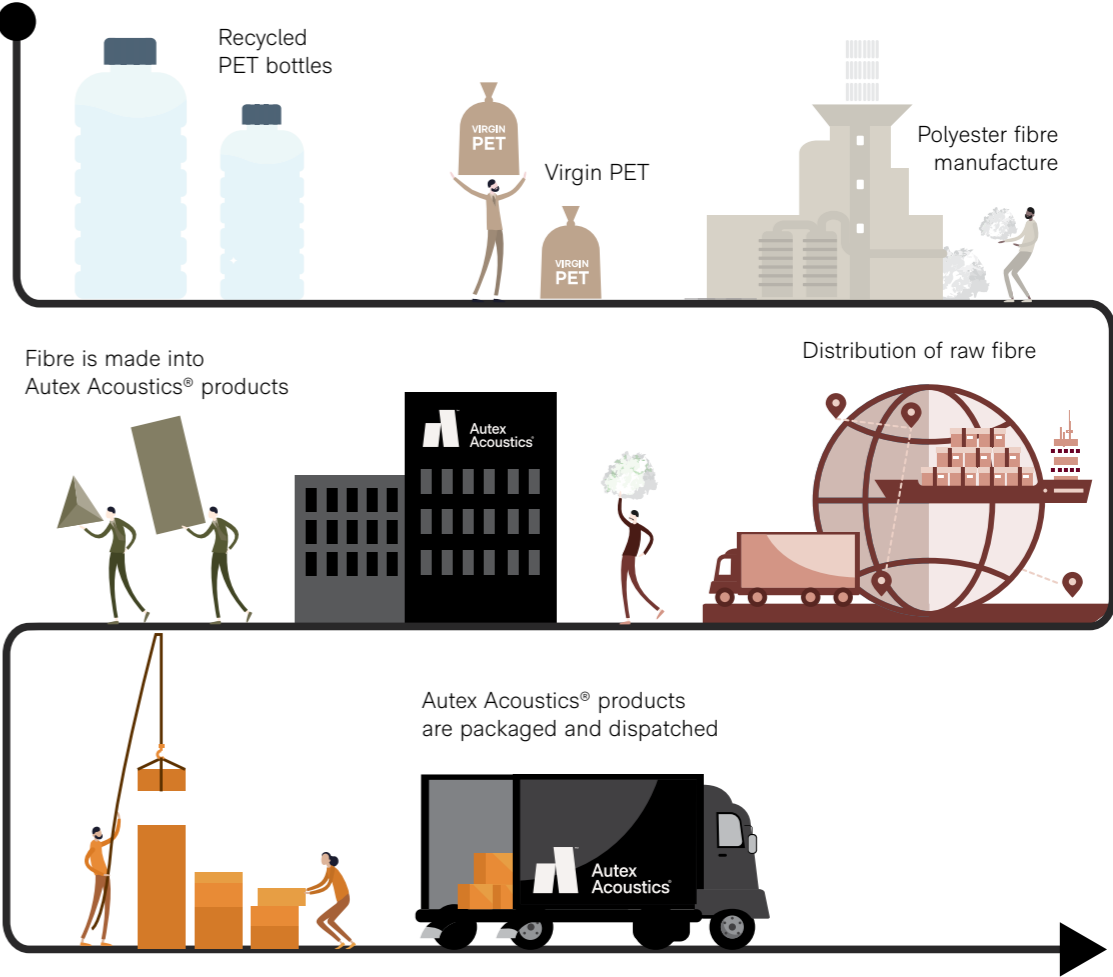 Recycled
PET bottles
VIRGIN
PET
Virgin PET
VIRGIN
PET
Polyester fibre
manufacture
Distribution of raw fibre
Fibre is made into
Autex Acoustics® products
Autex
Acoustics
Autex Acoustics® products
are packaged and dispatched
Autex
Acoustics